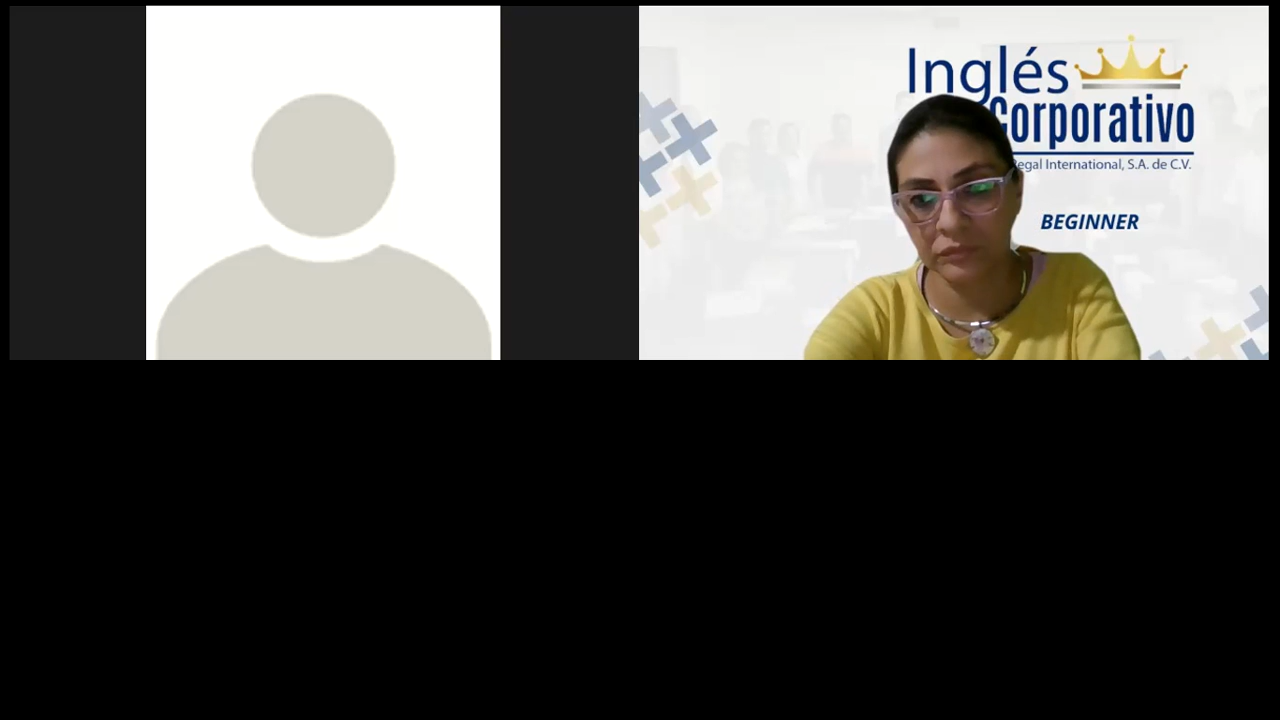 Inglés
Corporativo
Regal International, S.A. de C.V.
BEGINNER